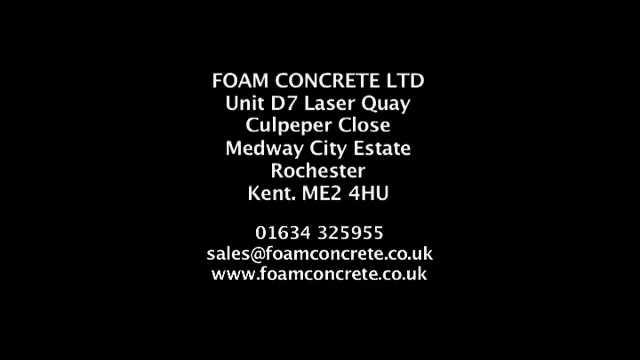 FOAM CONCRETE LTD
Unit D7 Laser Quay
Culpeper Close
Medway City Estate
Rochester
Kent. ME2 4HU
01634 325955
sales@foamconcrete.co.uk
www.foamconcrete.co.uk